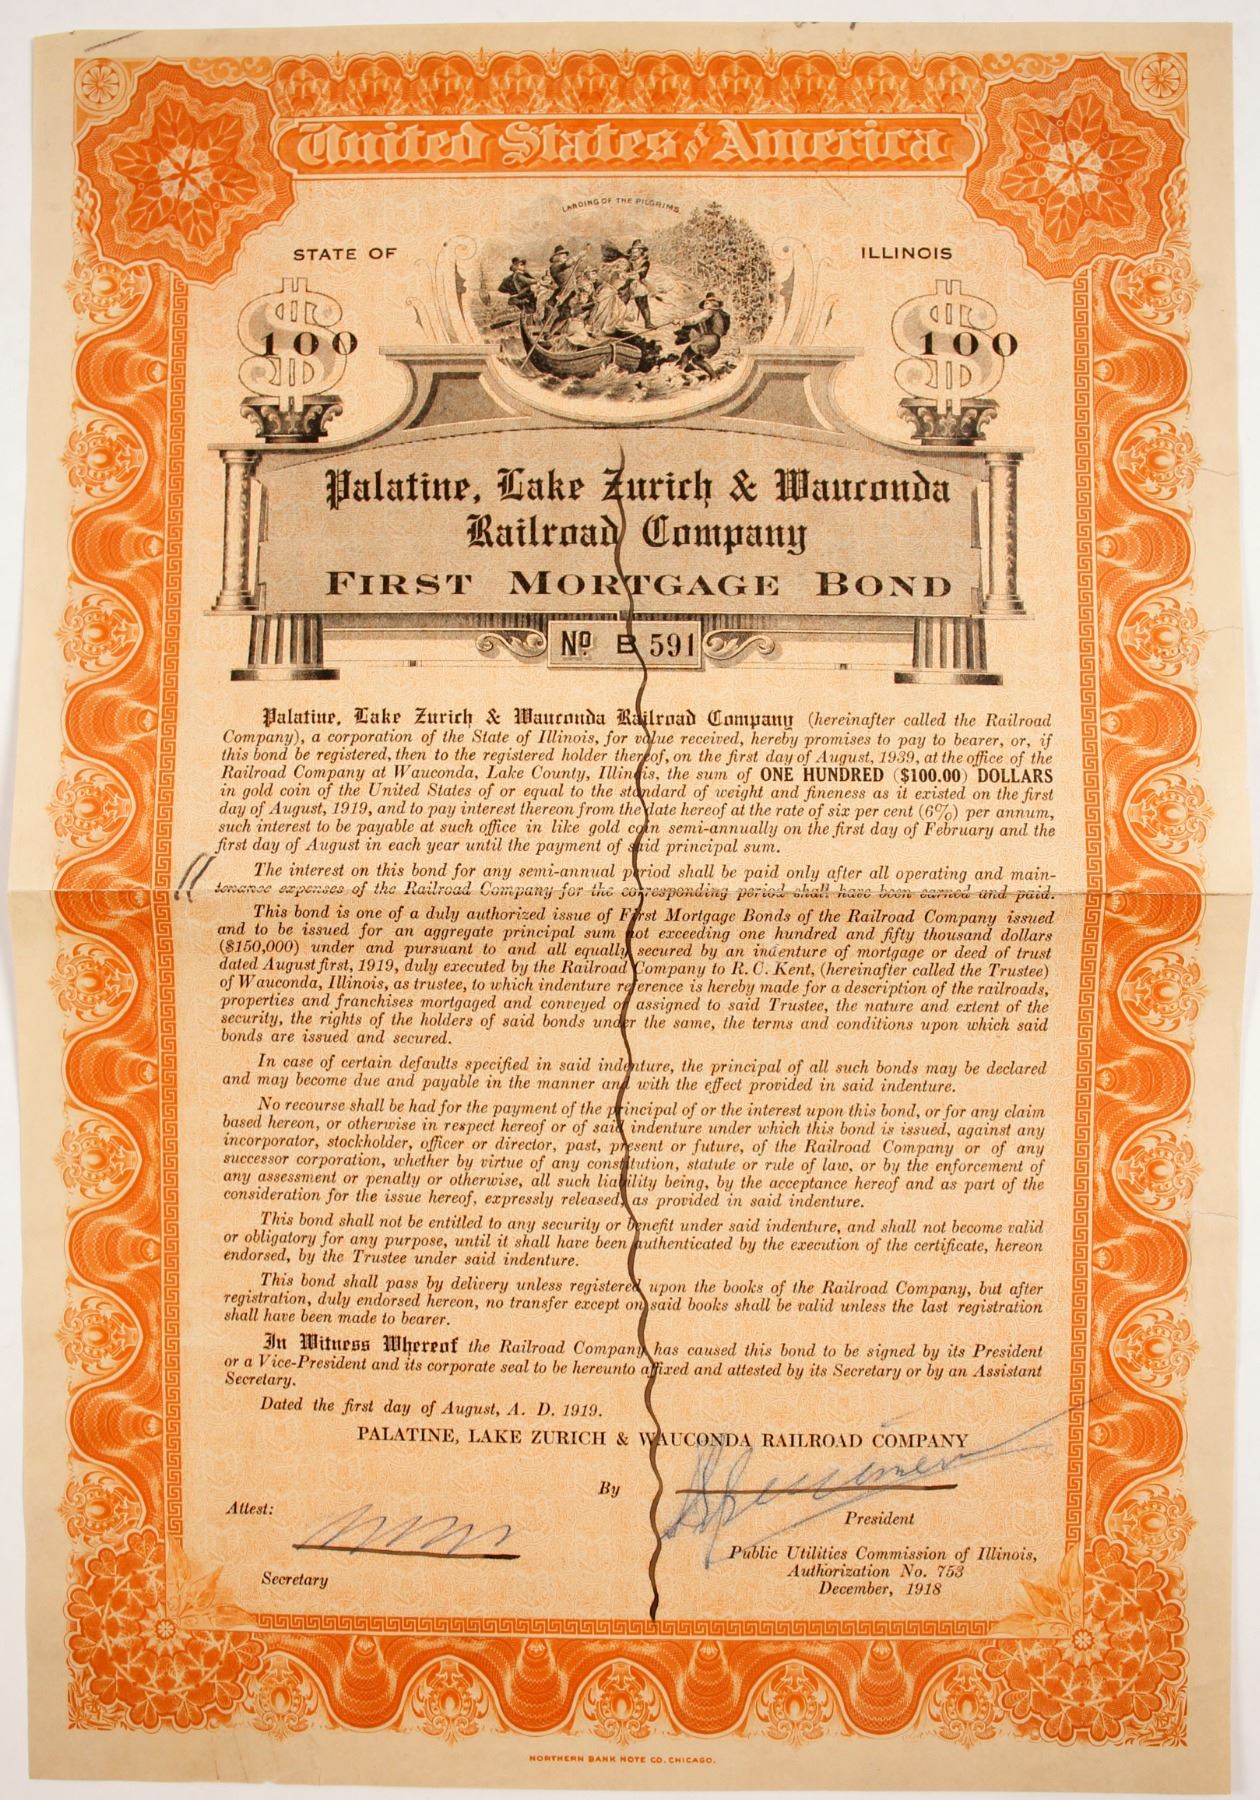 United States of America
LANDING OF THE PILGRIMS
STATE OF ILLINOIS
$100 $100
Palatine, Lake Zurich & Wauconda
Railroad Company
FIRST MORTGAGE BOND
No B 591
Palatine, Lake Zurich & Wauconda Railroad Company (hereinafter called the Railroad
Company), a corporation of the State of Illinois, for value received, hereby promises to pay to bearer, or, if
this bond be registered, then to the registered holder thereof, on the first day of August, 1939, at the office of the
Railroad Company at Wauconda, Lake County, Illinois, the sum of ONE HUNDRED ($100.00) DOLLARS
in gold coin of the United States of or equal to the standard of weight and fineness as it existed on the first
day of August, 1919, and to pay interest thereon from the date hereof at the rate of six per cent (6%) per annum,
such interest to be payable at such office in like gold coin semi-annually on the first day of February and the
first day of August in each year until the payment of said principal sum.
The interest on this bond for any semi-annual period shall be paid only after all operating and main-
tenance expenses of the Railroad Company for the corresponding period shall have been earned and paid.
This bond is one of a duly authorized issue of First Mortgage Bonds of the Railroad Company issued
and to be issued for an aggregate principal sum not exceeding one hundred and fifty thousand dollars
($150,000) under and pursuant to and all equally secured by an indenture of mortgage or deed of trust
dated August first, 1919, duly executed by the Railroad Company to R. C. Kent, (hereinafter called the Trustee)
of Wauconda, Illinois, as trustee, to which indenture reference is hereby made for a description of the railroads,
properties and franchises mortgaged and conveyed or assigned to said Trustee, the nature and extent of the
security, the rights of the holders of said bonds under the same, the terms and conditions upon which said
bonds are issued and secured.
In case of certain defaults specified in said indenture, the principal of all such bonds may be declared
and may become due and payable in the manner and with the effect provided in said indenture.
No recourse shall be had for the payment of the principal of or the interest upon this bond, or for any claim
based hereon, or otherwise in respect hereof or of said indenture under which this bond is issued, against any
incorporator, stockholder, officer or director, past, present or future, of the Railroad Company or of any
successor corporation, whether by virtue of any constitution, statute or rule of law, or by the enforcement of
any assessment or penalty or otherwise, all such liability being, by the acceptance hereof and as part of the
consideration for the issue hereof, expressly released, as provided in said indenture.
This bond shall not be entitled to any security or benefit under said indenture, and shall not become valid
or obligatory for any purpose, until it shall have been authenticated by the execution of the certificate, hereon
endorsed, by the Trustee under said indenture.
This bond shall pass by delivery unless registered upon the books of the Railroad Company, but after
registration, duly endorsed hereon, no transfer except on said books shall be valid unless the last registration
shall have been made to bearer.
In Witness Whereof the Railroad Company has caused this bond to be signed by its President
or a Vice-President and its corporate seal to be hereunto affixed and attested by its Secretary or by an Assistant
Secretary.
Dated the first day of August, A. D. 1919.
PALATINE, LAKE ZURICH & WAUCONDA RAILROAD COMPANY
By
Attest:
President
Secretary
Public Utilities Commission of Illinois,
Authorization No. 753
December, 1918
NORTHERN BANK NOTE CO. CHICAGO.